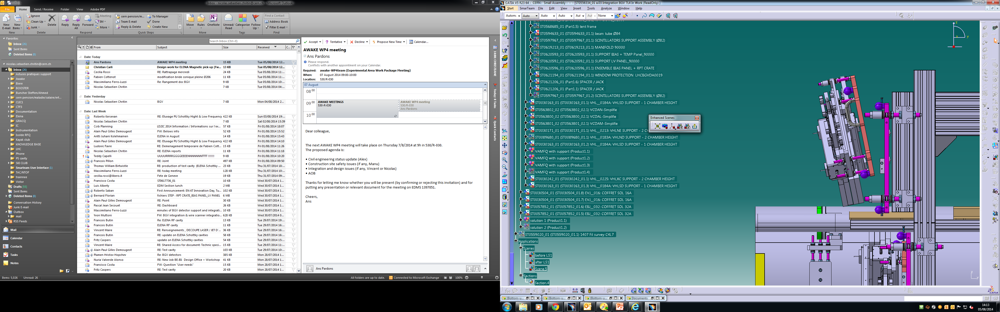 Inbox - nicolas.sebastien.chritin@cern.ch - Microsoft Outlook
File Home Send / Receive Folder View Adobe PDF
New E-mail
New Items
Ignore
Clean Up
Junk
Delete
Reply
Reply All
Forward
Meeting
IM
More
cern pension/m...
Team E-mail
Reply & Delete
To Manager
Done
Create New
Move
Rules
OneNote
Unread/ Read
Categorize
Follow Up
Find a Contact
Address Book
Filter E-mail
New Delete Respond Quick Steps Move Tags Find
Favorites
Inbox (26)
Sent Items
Deleted Items (8)
nicolas.sebastien.chritin@cern.ch
Inbox (26)
Astuces pratiques support
Awake
Biere
BOOSTER
Buncher Steffen/Ahmed
cern pension/maladie/salaire/ert...
CLIC1
CTF3
Documentation
Elena
GRACQ
IC
Instrumentation
Isolde RFQ
Kayak club
kNOWLEDGE BASE
LHC
Phone
PS cavity
SKI CLUB
Smarteam User Interface (1)
TAC/NTOF
trainnee
Victor
Drafts [55]
Sent Items
Deleted Items (8)
Conversation History
Junk E-mail
Outbox
mail
RSS Feeds
Mail
Calendar
Contacts
Tasks
Notes
Items: 5,026 Unread: 26
Search Inbox (Ctrl+E)
From Subject Size Received C...
Date: Today
Ans Pardons AWAKE WP4 meeting 15 KB Tue 05/08/2014 12...
Christian Carli Design work for ELENA Magnetic pick-up [Fw... 13 KB Tue 05/08/2014 12...
Cecilia Rossi RE: Rattrapage mercredi 24 KB Tue 05/08/2014 11:...
Fabien Cottenot modification bride conique pleine Ø206 11 KB Tue 05/08/2014 11:...
Massimiliano Ferro-Luzzi Re: Rangement doc BGV 9 KB Tue 05/08/2014 10:...
Nicolas Sebastien Chritin 7 KB Tue 05/08/2014 04:...
Date: Yesterday
Nicolas Sebastien Chritin BGV 7 KB Mon 04/08/2014 2...
Date: Last Week
Roberto Kersevan RE: Etuvage PU Schottky Hight & Low Frequency 422 KB Sun 03/08/2014 19:...
Nicolas Sebastien Chritin 7 KB Sat 02/08/2014 15:39
Ccrb Planning LD2IC 2014 Information / Informations sur l'ex... 57 KB Fri 01/08/2014 18:07
Alain Paul Gilles Demougeot FW: Belows info 52 KB Fri 01/08/2014 15:52
Antti Juhani Kolehmainen ELENA in August 14 KB Fri 01/08/2014 15:43
Alain Paul Gilles Demougeot RE: Etuvage PU Schottky Hight & Low Frequency 422 KB Fri 01/08/2014 14:10
Ludovic Favre RE: Demenagement temporaire de Fabien Cott... 15 KB Fri 01/08/2014 11:26
Nicolas Sebastien Chritin RE: ELENA reports 11 KB Fri 01/08/2014 11:18
Teddy Capelli 9 KB Fri 01/08/2014 10:20
Francois Pillon RE: Joint 497 KB Fri 01/08/2014 09:50
Thomas William Birtwistle RE: production of test cavity (ELENA Schottky ... 23 KB Thu 31/07/2014 18:...
Massimiliano Ferro-Luzzi RE: today meeting 128 KB Thu 31/07/2014 10:...
cecilia.rossi@libero.it Fete de Geneve 19 KB Thu 31/07/2014 09:...
Francisco Costa ST0617736_01 10 KB Wed 30/07/2014 1...
Luis Alberty EDM Section lunch 2 MB Wed 30/07/2014 1...
Roberto Saban First Announcement: EN-KT Innovation Day, Tu... 102 KB Wed 30/07/2014 1...
Bernard Florian fichiers STEP - RPT CRATE_BIAS PANEL_LV PANEL 6 MB Wed 30/07/2014 1...
Alain Paul Gilles Demougeot RE: Point 30 KB Wed 30/07/2014 1...
Pascal Jean Secouet RE: Dashboard 26 KB Wed 30/07/2014 1...
Massimiliano Ferro-Luzzi minutes of BGV detector support and integrati... 10 KB Wed 30/07/2014 1...
Yvon Muttoni FW: BGV integration & wire scanner integratio... 628 KB Wed 30/07/2014 0...
Francois Butin Re: ELENA RF cavity 13 KB Tue 29/07/2014 19:...
Francois Butin ELENA RF cavity 11 KB Tue 29/07/2014 16:...
Vincent Maire RE: Renseignements , DECOUPE LASER / JET D'... 36 KB Tue 29/07/2014 16:...
Francois Butin RE: update on ELENA Schottky cavities 58 KB Tue 29/07/2014 16:...
Fritz Caspers update on ELENA Schottky cavities 54 KB Tue 29/07/2014 15:...
Vincent Maire RE: Shared Access for document: Technic speci... 15 KB Tue 29/07/2014 11:...
Alain Paul Gilles Demougeot RE: Test cavity 103 KB Tue 29/07/2014 10:...
Plamen Hristov Hopchev Re: BGV detectors 385 KB Mon 28/07/2014 1...
Nuria Valverde Alonso RE: New Job BE-BI: Design Office + Workshop 41 KB Mon 28/07/2014 1...
Francisco Costa FW: Question "User needs" 15 KB Mon 28/07/2014 1...
Fritz Caspers RE: Test cavity 20 KB Mon 28/07/2014 1...
Accept Tentative Decline Propose New Time Calendar...
AWAKE WP4 meeting
Ans Pardons
Please respond.
Conflicts with another appointment on your Calendar.
Required: awake-WP4team (Experimental Area Work Package Meeting)
When: 07 August 2014 09:00-10:00
Location: 530/R-030
07 August
08 00
09 00
10 00
AWAKE MEETINGS
530-R-030
AWAKE WP4 meeting
530/R-030
Ans Pardons
Dear colleague,
The next AWAKE WP4 meeting will take place on Thursday 7/8/2014 at 9h in 530/R-030.
The proposed agenda is:
• Civil engineering status update (Alex)
• Construction site safety issues (if any, Manu)
• Integration and design issues (if any, Vincent or Nicolas)
• AOB
Thanks for letting me know whether you will be present (by confirming or rejecting this invitation) and for
putting any presentation or relevant document for the meeting on EDMS 1397051.
Cheers,
Ans
Ans Pardons
All folders are up to date. Connected to Microsoft Exchange 100%
14:00: CHRISTIANE
Today: 0 Tasks
Quick Contacts
CATIA V5 R23 64 - CERN : Small Assembly - - - [ST0556334_01 a.03 Integration BGV 7L4 In Work (ReadOnly) ]
Start SmarTeam File Edit View Insert Tools Analyze Window Help
Autom. Auto Auto Auto Aut Aut None
ST0568685_01 (Part1.5) tent frame
ST0594633_01 (ST0594633_01.1) beam tube Ø84
ST0597967_01 (ST0597967_01.1) SCINTILLATORS SUPPORT ASSEMBLY (Ø82)
ST0619213_01 (ST0619213_01.1) MANIFOLD 90000
ST0620593_01 (ST0620593_01.1) SUPPORT BIAS + TEMP Panel_90000
ST0620592_01 (ST0620592_01.1) SUPPORT LV PANEL_90000
ST0620596_01 (ST0620596_01.1) ENSEMBLE BIAS PANEL + RPT CRATE
ST0621194_01 (ST0621194_01.1) WINDOW PROTECTION LHCBGVDA0019
ST0621206_01 (Part1.6) SPACER / JACK
ST0621206_01 (Part1.1) SPACER / JACK
ST0597967_01 (ST0597967_01.2) SCINTILLATORS SUPPORT ASSEMBLY (Ø82)
ST0030163_01 (ST0030163_01.1) VHL__0184A: VHLSD SUPPORT - 1 CHAMBER HEIGHT
ST0563802_02 (ST0563802_02.1) VCDAN-Simplifie
ST0563800_02 (ST0563800_02.1) VCDAL-Simplifie
ST0563801_02 (ST0563801_02.1) VCDAM-Simplifie
ST0030171_01 (ST0030171_01.1) VHL__0213: VHLNE SUPPORT - 2 CH
ST0089680_01 (ST0089680_01.1) VHL__0183A: VHLND SUPPORT - 2 CHAMBER HEIGHT
ST0030163_01 (ST0030163_01.2) VHL__0184A: VHLSD SUPPORT - 1 CHAMBER HEIGHT
VAMFQ with support (Product1.1)
VAMFQ with support (Product1.2)
VAMFQ with support (Product1.3)
VAMFQ with support (Product1.4)
ST0030242_01 (ST0030242_01.1) VHL__0225: VHLXC SUPPORT - 2 CHAMBER HEIGHT
ST0030163_01 (ST0030163_01.3) VHL__0184A: VHLSD SUPPORT - 1 CHAMBER HEIGHT
ST0030504_01 (ST0030504_01.8) EVJ__016: COFFRET SOL 16A
ST0030504_01 (ST0030504_01.7) EVJ__016: COFFRET SOL 16A
ST0057852_01 (ST0057852_01.6) EBJ__032: COFFRET SOL 32A
ST0057852_01 (ST0057852_01.5) EBJ__032: COFFRET SOL 32A
solution 1 (Product1.1)
solution 2 (Product1.2)
ST0559020_01 (ST0559020_01.1) 1407 Fil survey C4L7
Applications
Scenes
before LS1
after LS1
Scene.5
Sections
Section.4
Enhanced Scenes
z
x
y
z
y
(Bottom-u... (Bottom-u... (Bottom-u... Documents
CATIA
14:13
05/08/2014